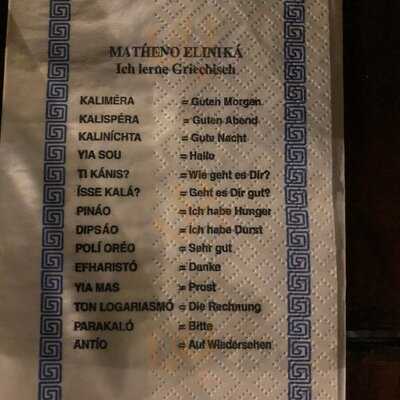 MATHENO ELINIKÁ
Ich lerne Griechisch
KALIMÉRA = Guten Morgen
KALISPÉRA = Guten Abend
KALINÍCHTA = Gute Nacht
YIA SOU = Hallo
TI KÁNIS? = Wie geht es Dir?
ÍSSE KALÁ? = Geht es Dir gut?
PINÁO = Ich habe Hunger
DIPSÁO = Ich habe Durst
POLÍ ORÉO = Sehr gut
EFHARISTÓ = Danke
YIA MAS = Prost
TON LOGARIASMÓ = Die Rechnung
PARAKALÓ = Bitte
ANTÍO = Auf Wiedersehen